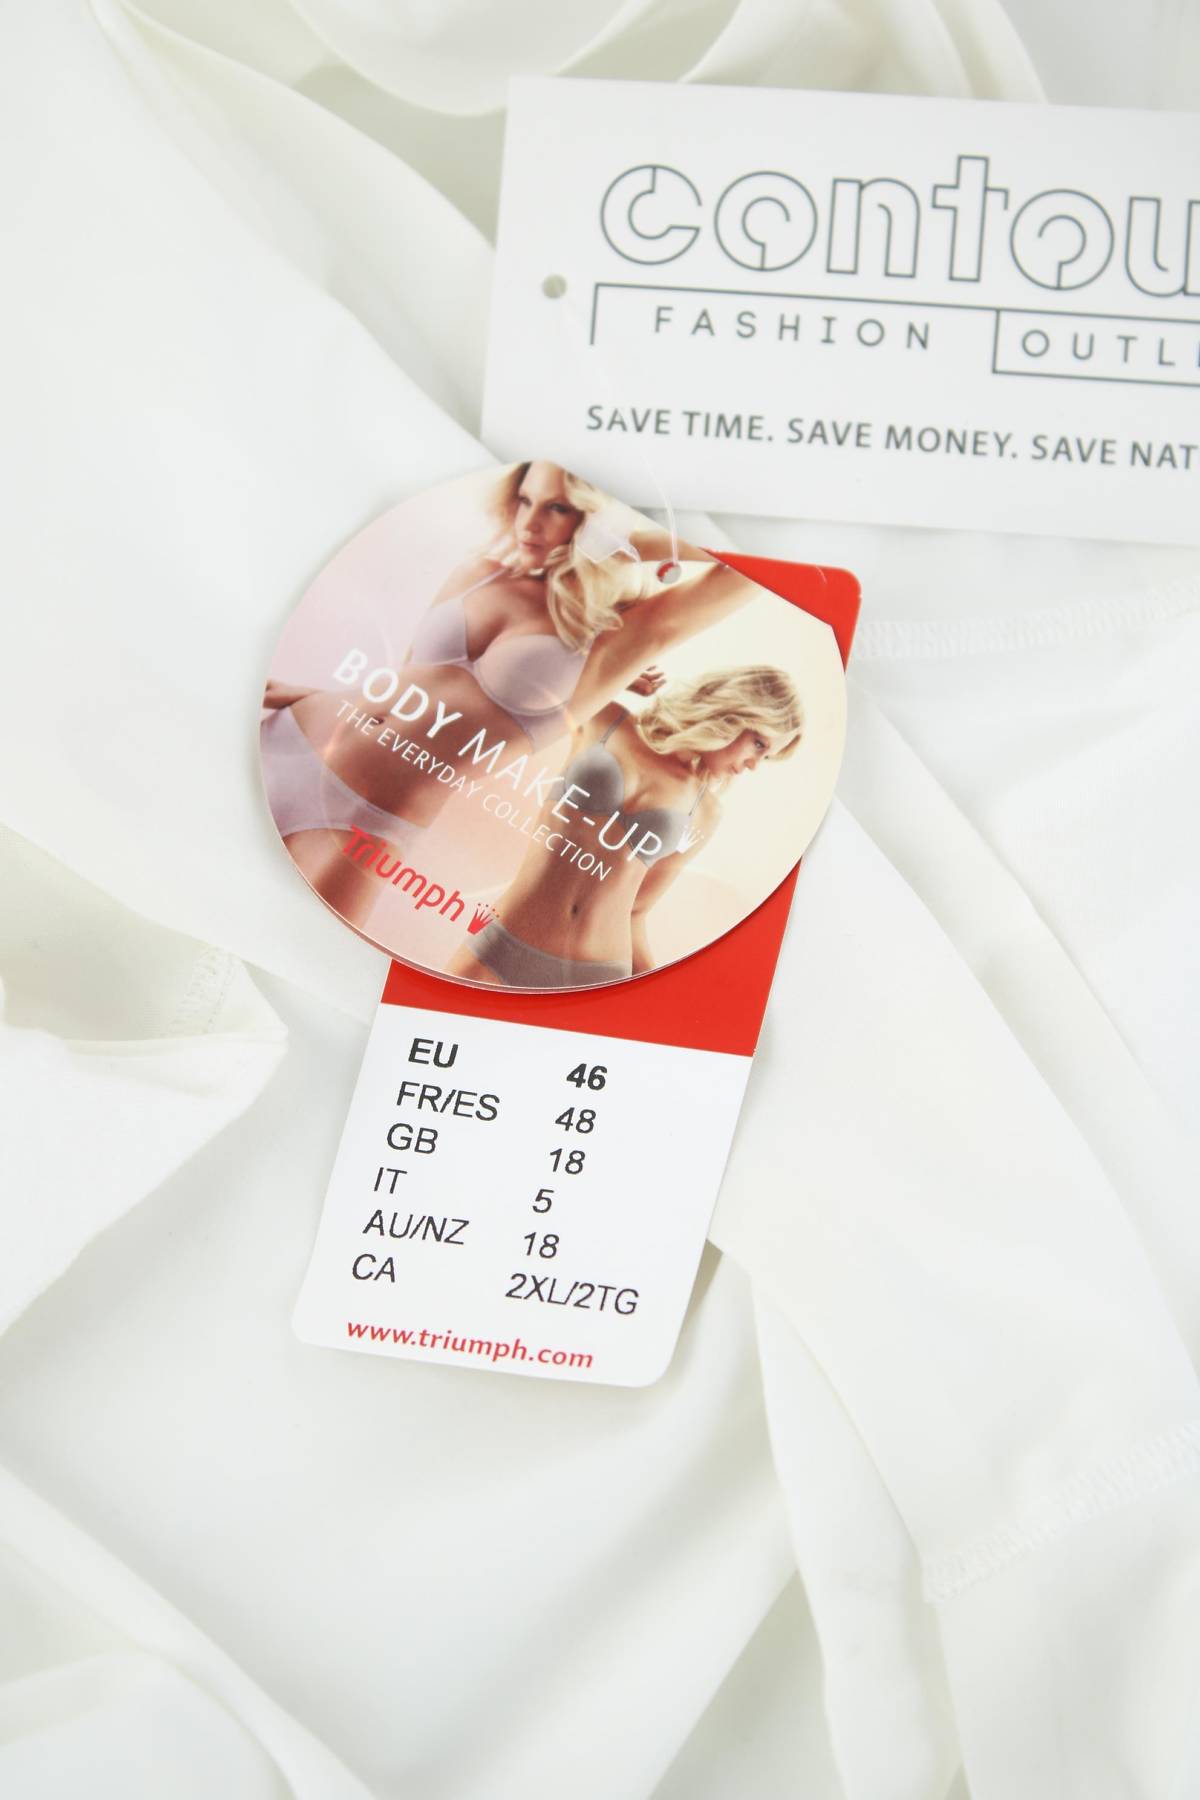 contou
FASHION OUTL
SAVE TIME. SAVE MONEY. SAVE NAT
BODY MAKE-UP
THE EVERYDAY COLLECTION
Triumph
EU 46
FR/ES 48
GB 18
IT 5
AU/NZ 18
CA 2XL/2TG
www.triumph.com